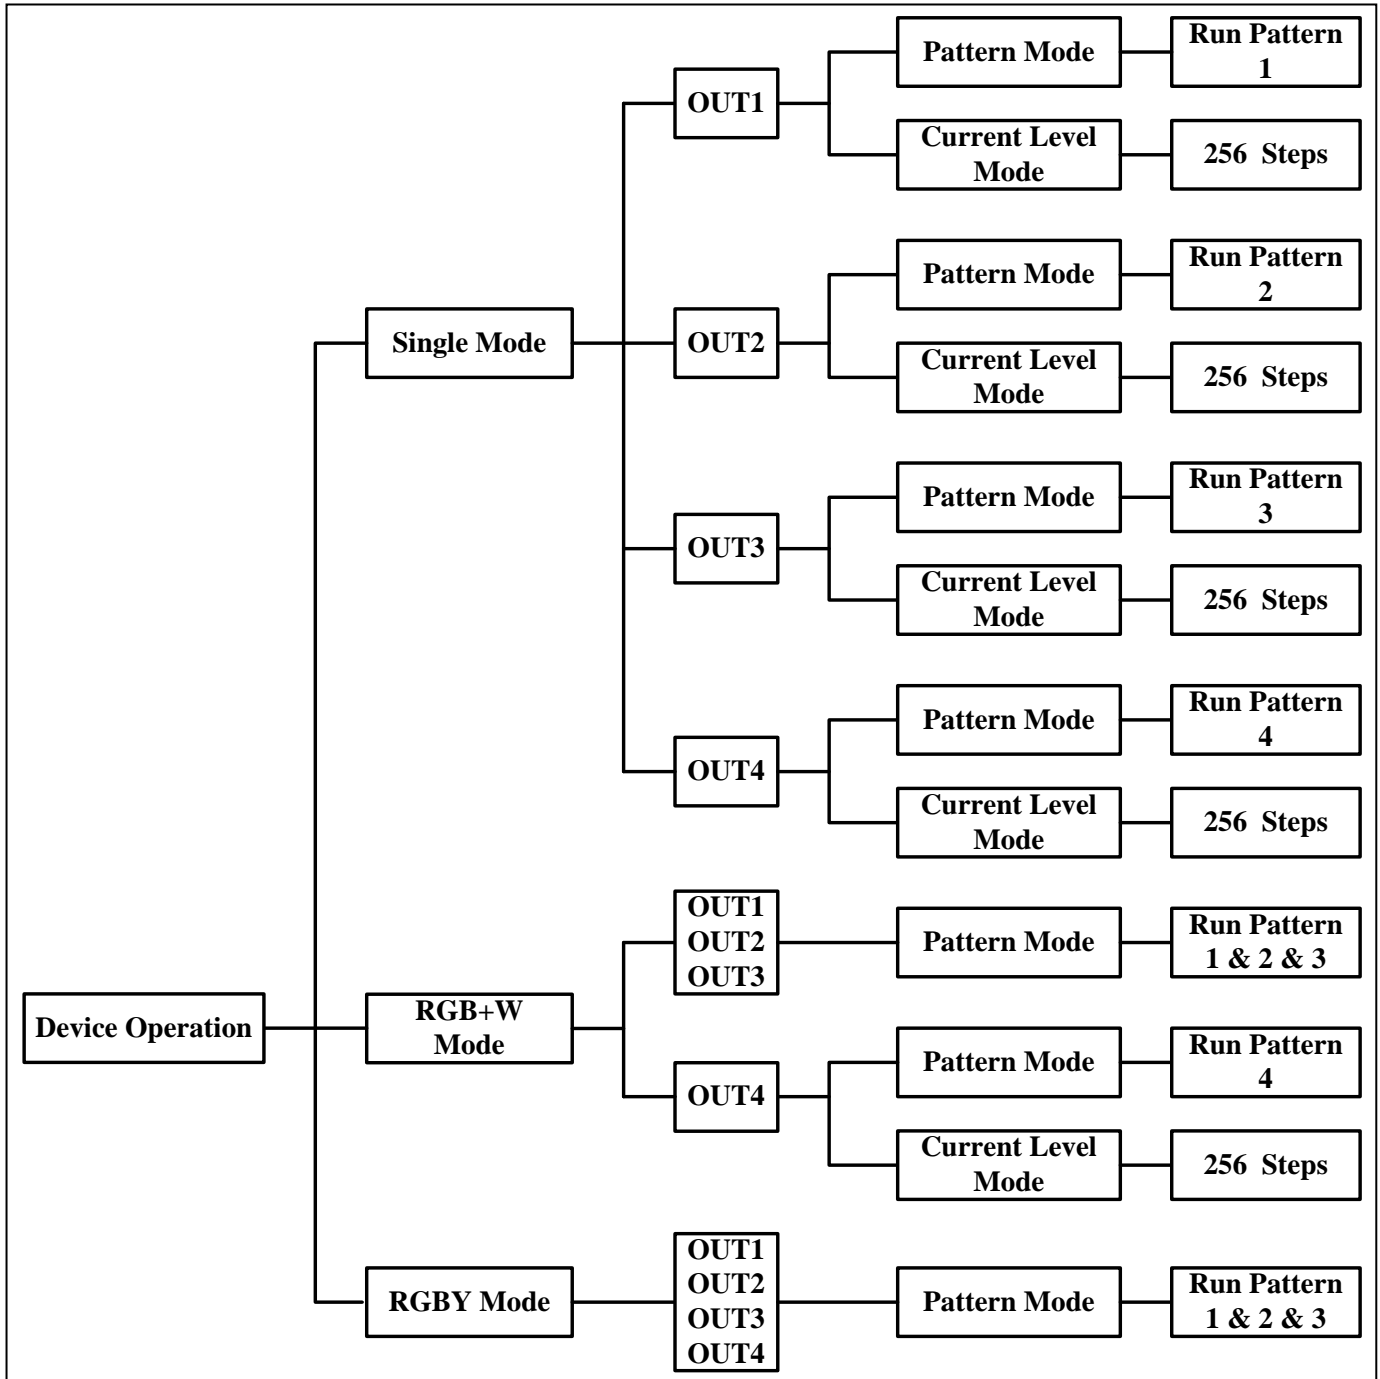 Device Operation
Single Mode
OUT1
Pattern Mode
Run Pattern
1
Current Level
Mode
256 Steps
OUT2
Pattern Mode
Run Pattern
2
Current Level
Mode
256 Steps
OUT3
Pattern Mode
Run Pattern
3
Current Level
Mode
256 Steps
OUT4
Pattern Mode
Run Pattern
4
Current Level
Mode
256 Steps
RGB+W
Mode
OUT1
OUT2
OUT3
Pattern Mode
Run Pattern
1 & 2 & 3
OUT4
Pattern Mode
Run Pattern
4
Current Level
Mode
256 Steps
RGBY Mode
OUT1
OUT2
OUT3
OUT4
Pattern Mode
Run Pattern
1 & 2 & 3